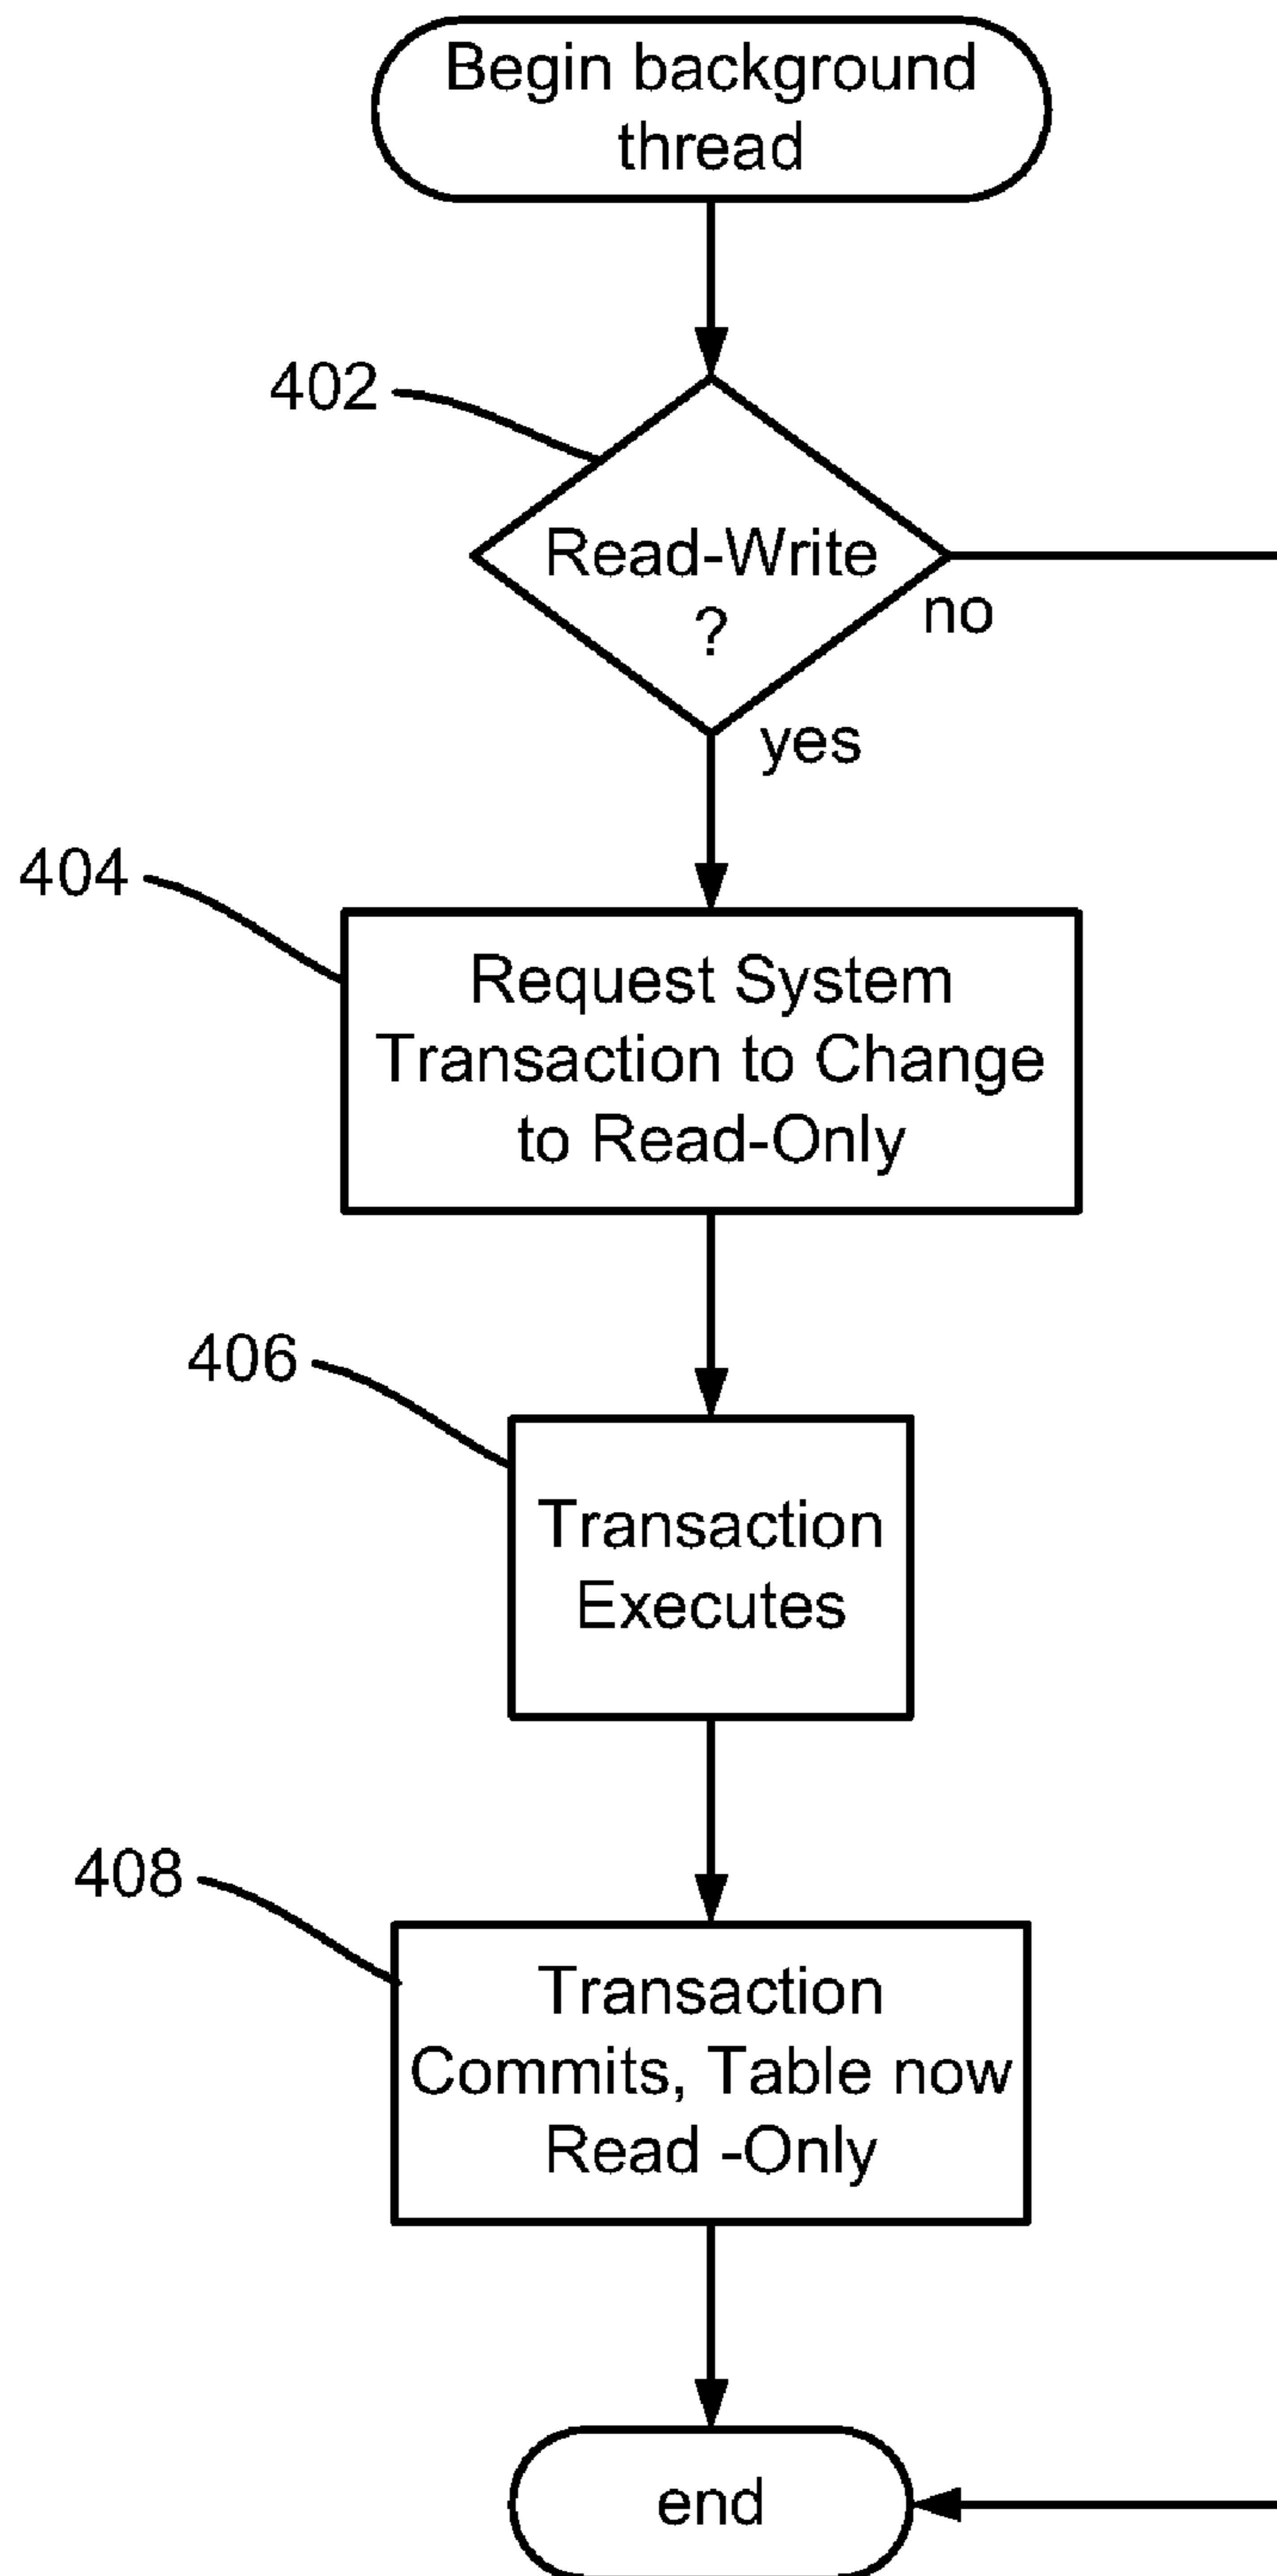 Begin background
thread
402
Read-Write
?
no
yes
404
Request System
Transaction to Change
to Read-Only
406
Transaction
Executes
408
Transaction
Commits, Table now
Read -Only
end